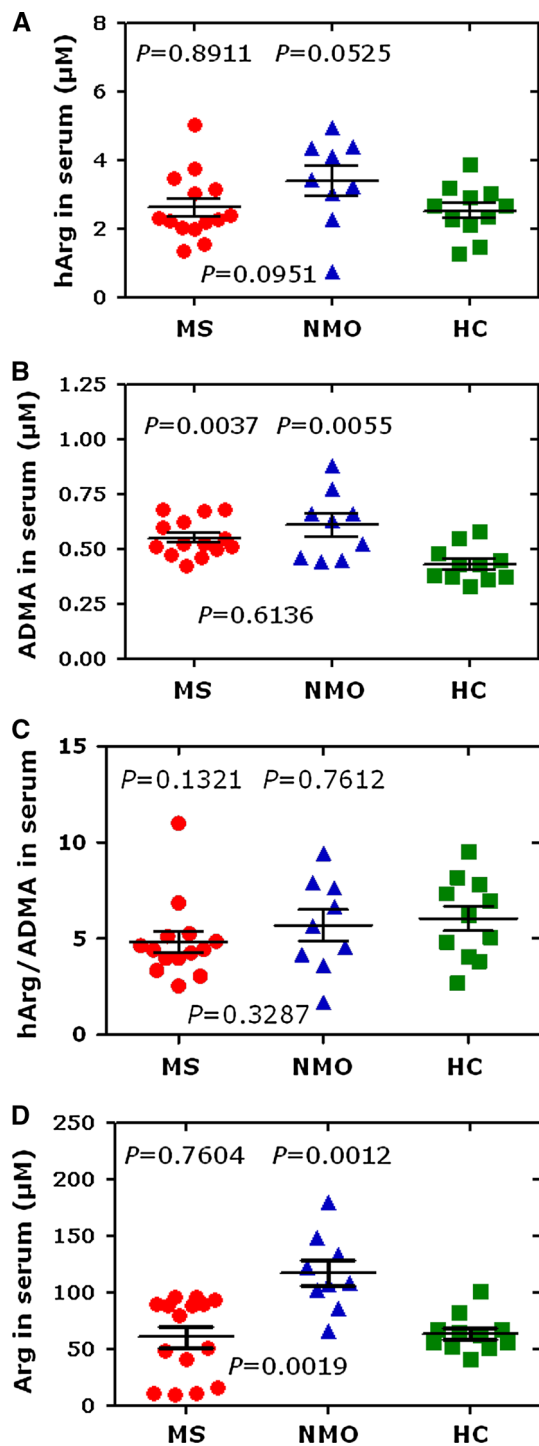 A
hArg in serum (µM)
8
6
4
2
0
P=0.8911 P=0.0525
P=0.0951
MS NMO HC
B
ADMA in serum (µM)
1.25
1.00
0.75
0.50
0.25
0.00
P=0.0037 P=0.0055
P=0.6136
MS NMO HC
C
hArg/ADMA in serum
15
10
5
0
P=0.1321 P=0.7612
P=0.3287
MS NMO HC
D
Arg in serum (µM)
250
200
150
100
50
0
P=0.7604 P=0.0012
P=0.0019
MS NMO HC